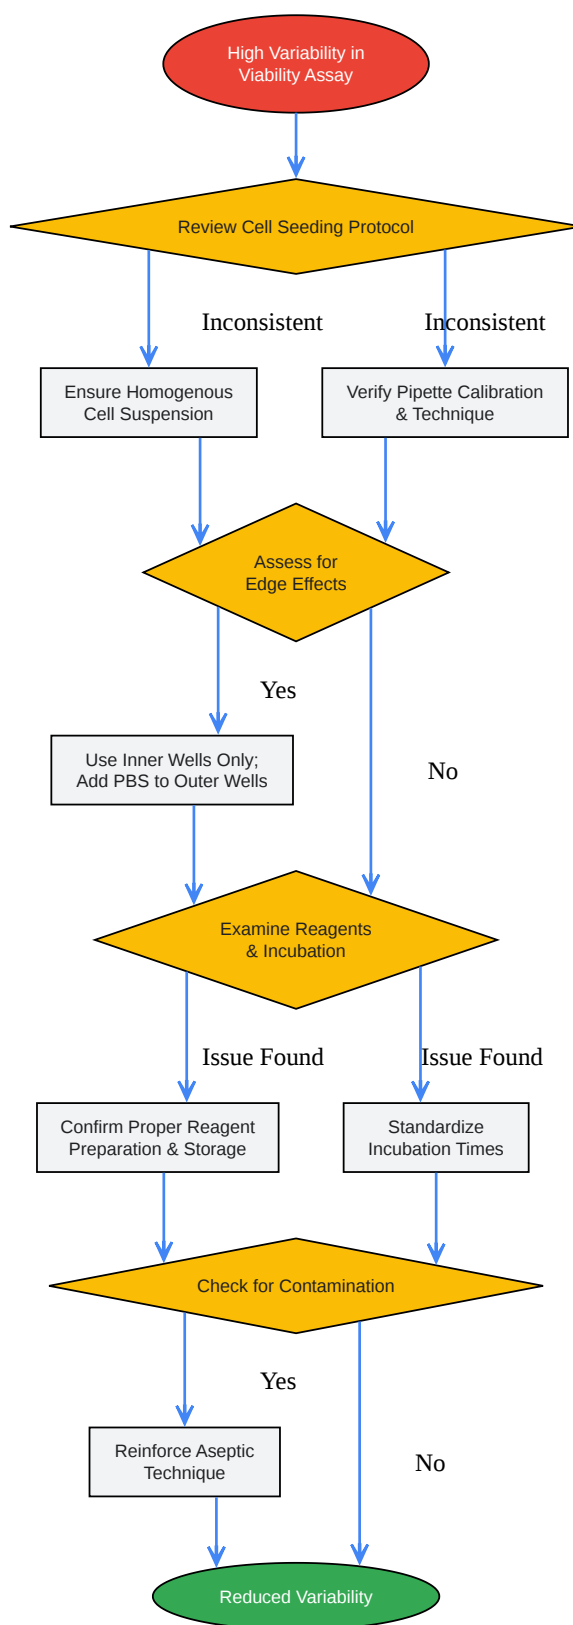 High Variability in
Viability Assay
Review Cell Seeding Protocol
Inconsistent
Inconsistent
Ensure Homogenous
Cell Suspension
Verify Pipette Calibration
& Technique
Assess for
Edge Effects
Yes
Use Inner Wells Only;
Add PBS to Outer Wells
No
Examine Reagents
& Incubation
Issue Found
Issue Found
Confirm Proper Reagent
Preparation & Storage
Standardize
Incubation Times
Check for Contamination
Yes
Reinforce Aseptic
Technique
No
Reduced Variability